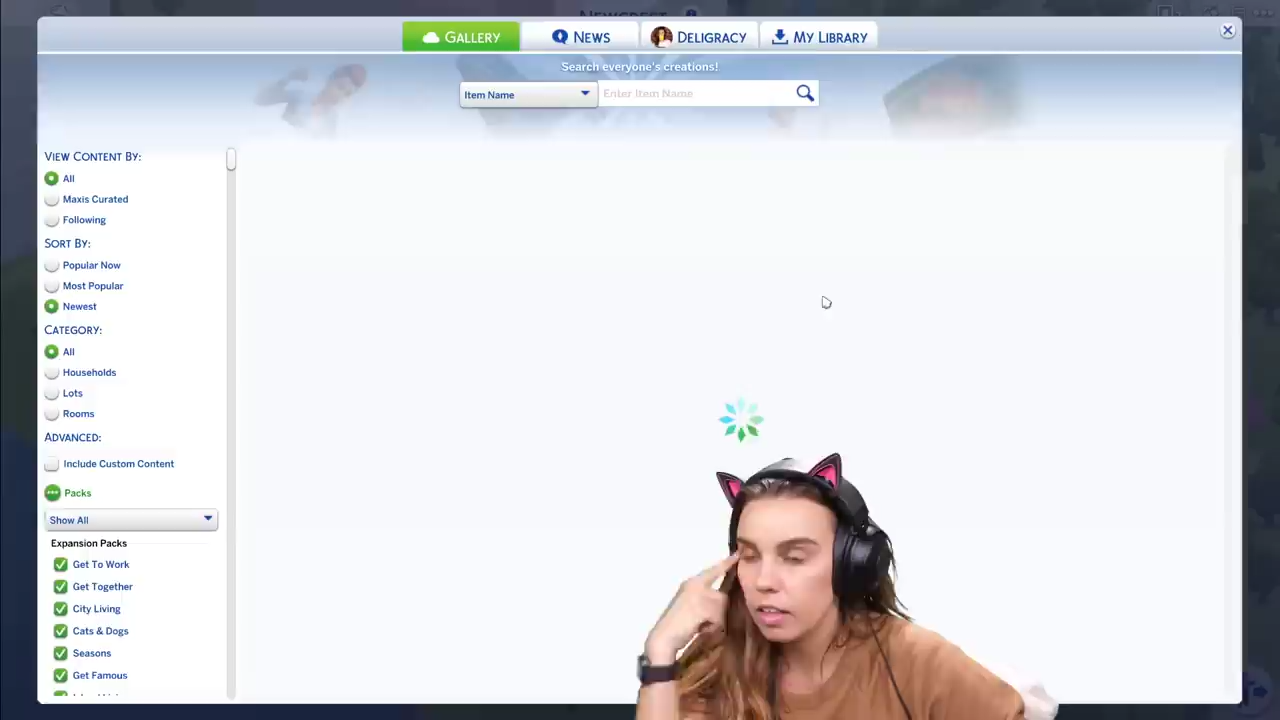 NEWCREST
GALLERY
NEWS
DELIGRACY
MY LIBRARY
Search everyone's creations!
Item Name
Enter Item Name
VIEW CONTENT BY:
All
Maxis Curated
Following
SORT BY:
Popular Now
Most Popular
Newest
CATEGORY:
All
Households
Lots
Rooms
ADVANCED:
Include Custom Content
Packs
Show All
Expansion Packs
Get To Work
Get Together
City Living
Cats & Dogs
Seasons
Get Famous